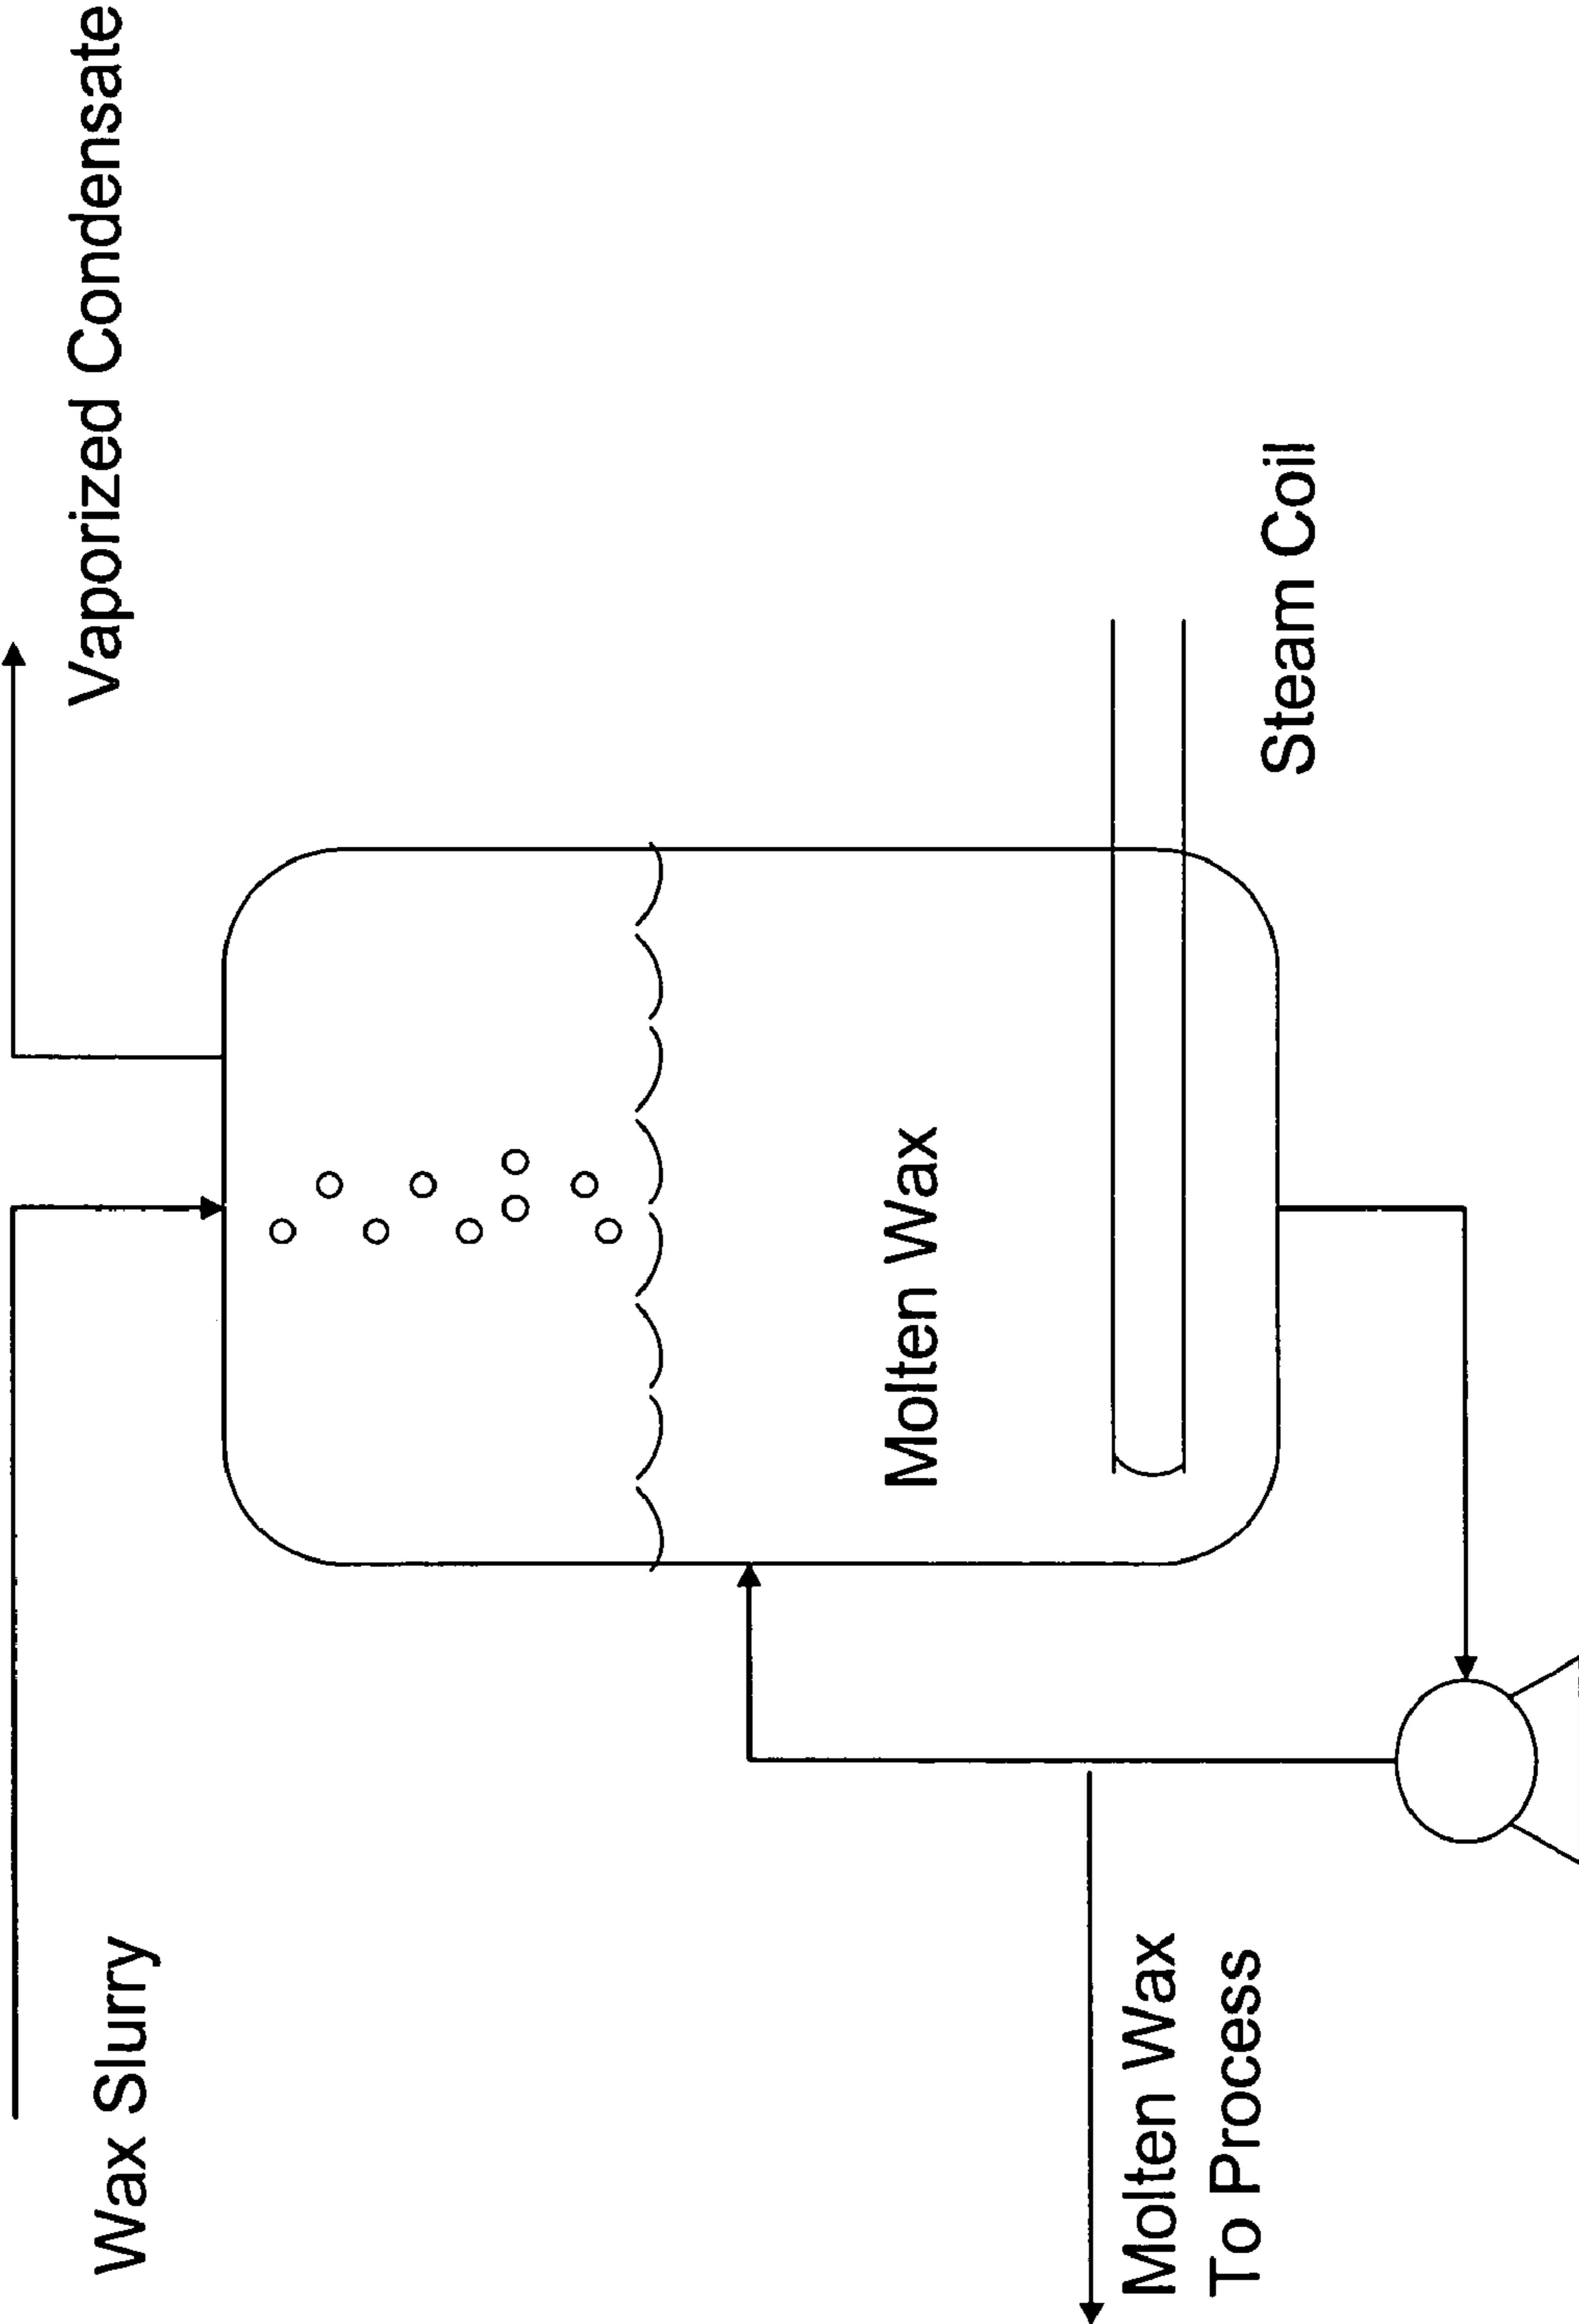 Wax Slurry
Vaporized Condensate
Molten Wax
Steam Coil
Molten Wax
To Process